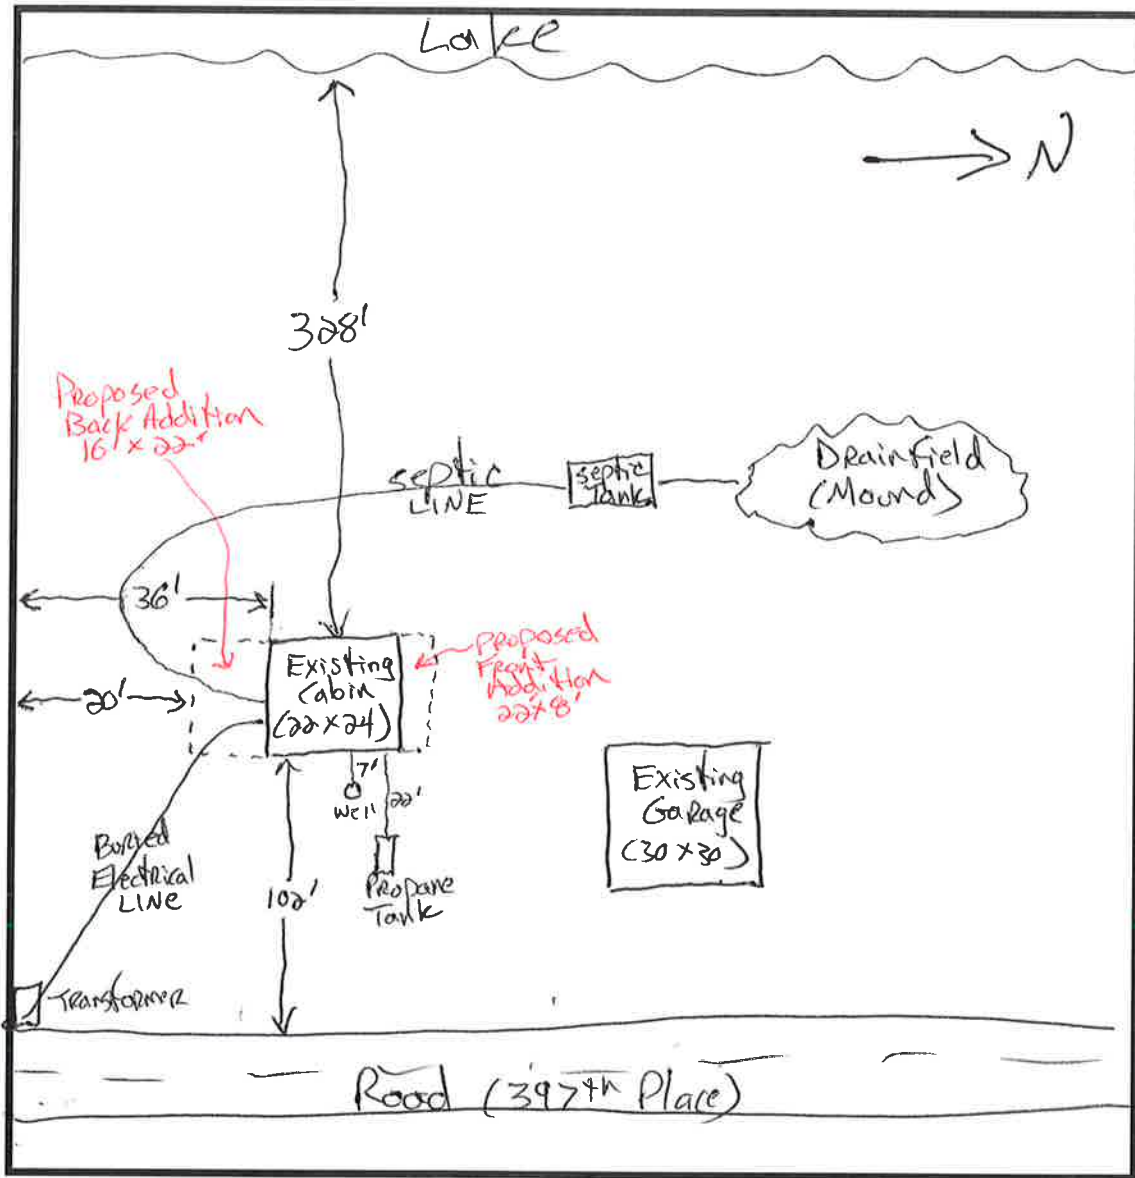 Lake
N
328'
Proposed
Back Addition
16' x 22'
septic
LINE
septic
Tank
Drainfield
(Mound)
36'
Existing
Cabin
(22 x 24)
Proposed
Front
Addition
22x8'
20'
7'
well
22'
Existing
Garage
(30 x 30)
Buried
Electrical
LINE
102'
Propane
Tank
Transformer
Road (397th Place)